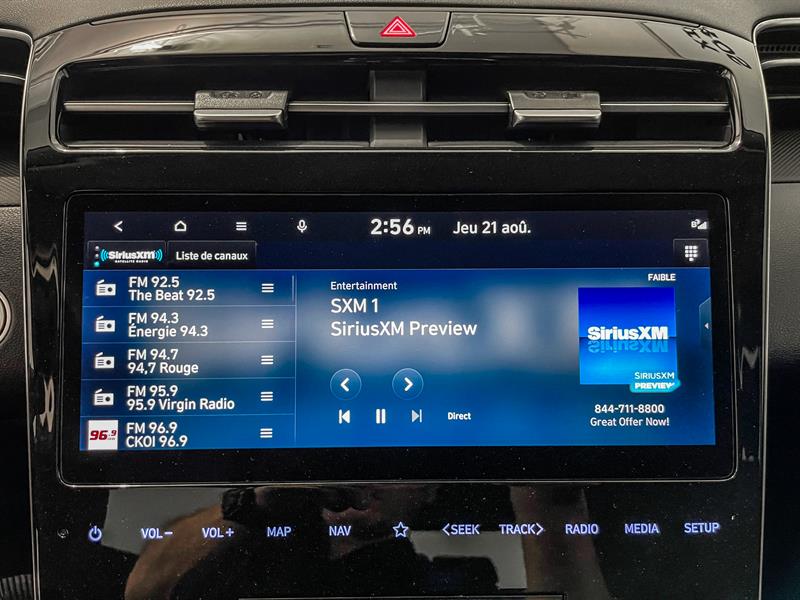 2:56 PM Jeu 21 aoû.
SiriusXM
SATELLITE RADIO
Liste de canaux
FM 92.5
The Beat 92.5
FM 94.3
Énergie 94.3
FM 94.7
94,7 Rouge
FM 95.9
95.9 Virgin Radio
96.9
FM 96.9
CKOI 96.9
Entertainment
SXM 1
SiriusXM Preview
Direct
FAIBLE
SiriusXM
SIRIUSXM
PREVIEW
844-711-8800
Great Offer Now!
VOL− VOL+ MAP NAV <SEEK TRACK> RADIO MEDIA SETUP